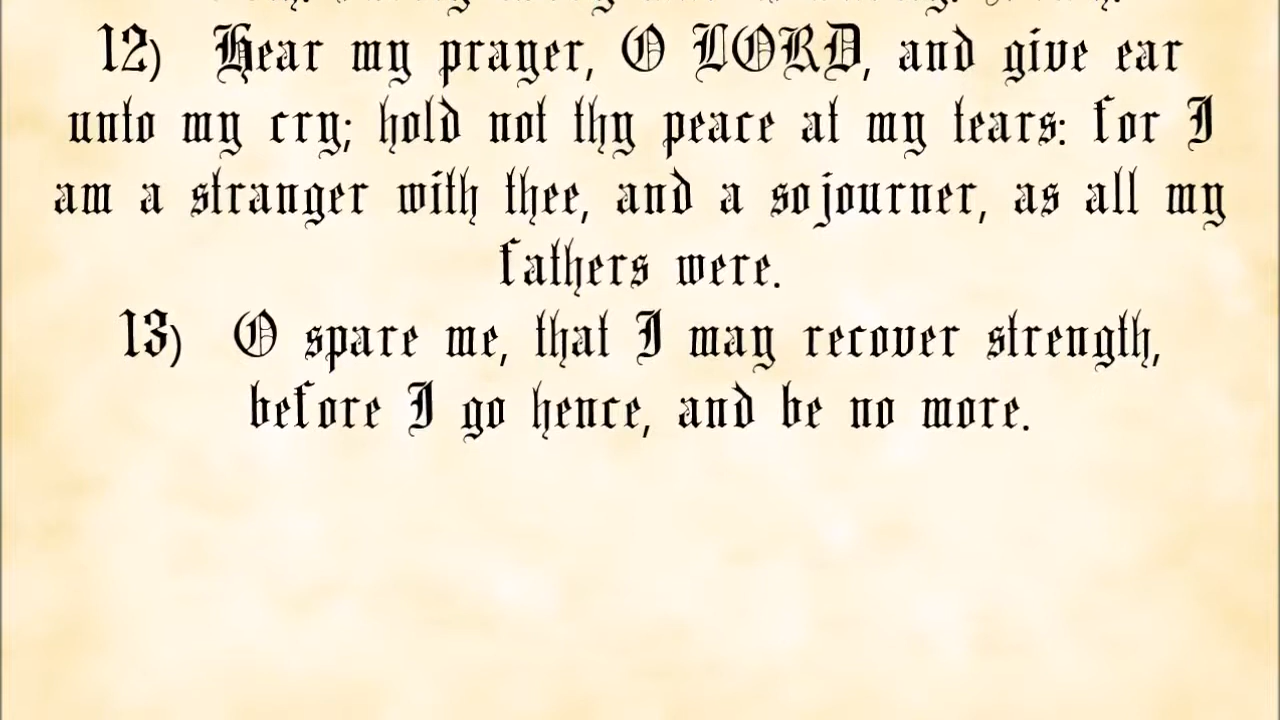 12) Hear my prayer, O LORD, and give ear
unto my cry; hold not thy peace at my tears: for I
am a stranger with thee, and a sojourner, as all my
fathers were.
13) O spare me, that I may recover strength,
before I go hence, and be no more.